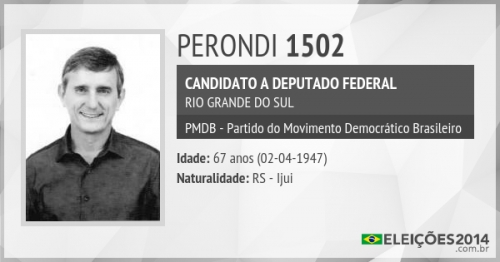 PERONDI 1502
CANDIDATO A DEPUTADO FEDERAL
RIO GRANDE DO SUL
PMDB - Partido do Movimento Democrático Brasileiro
Idade: 67 anos (02-04-1947)
Naturalidade: RS - Ijui
ELEIÇÕES2014
.com.br